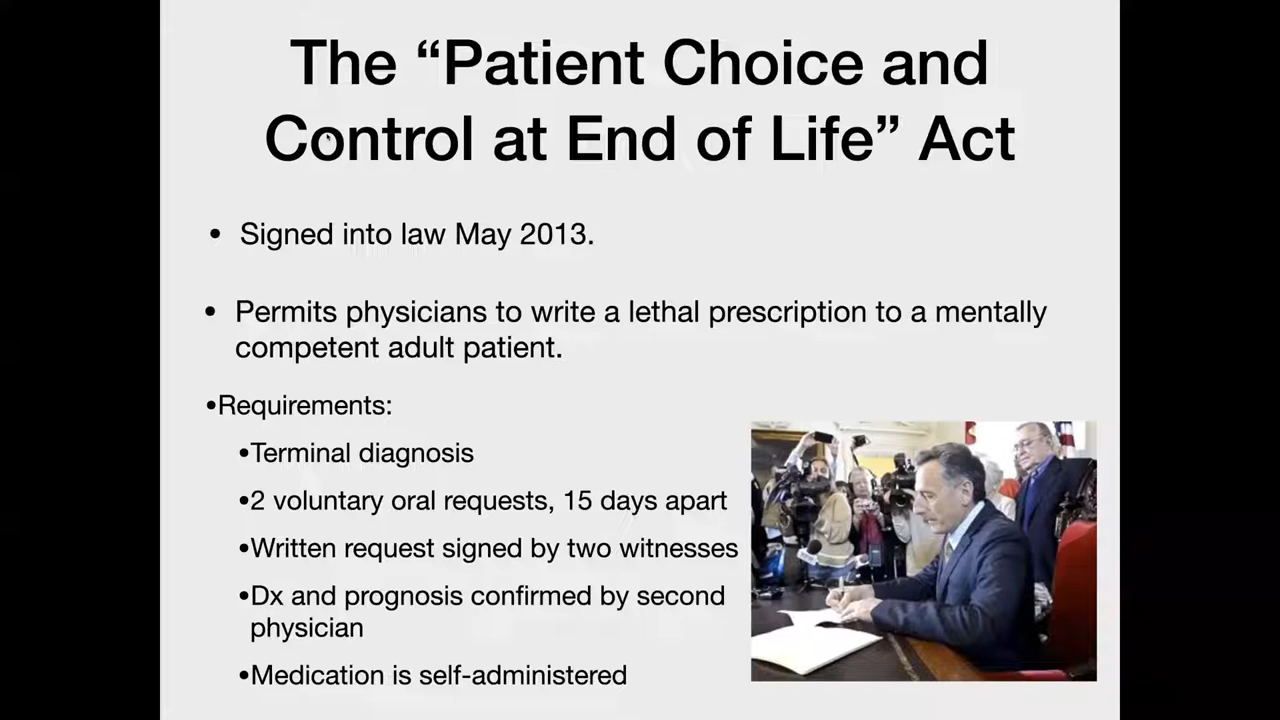 The “Patient Choice and
Control at End of Life” Act
• Signed into law May 2013.
• Permits physicians to write a lethal prescription to a mentally
competent adult patient.
•Requirements:
•Terminal diagnosis
•2 voluntary oral requests, 15 days apart
•Written request signed by two witnesses
•Dx and prognosis confirmed by second
physician
•Medication is self-administered